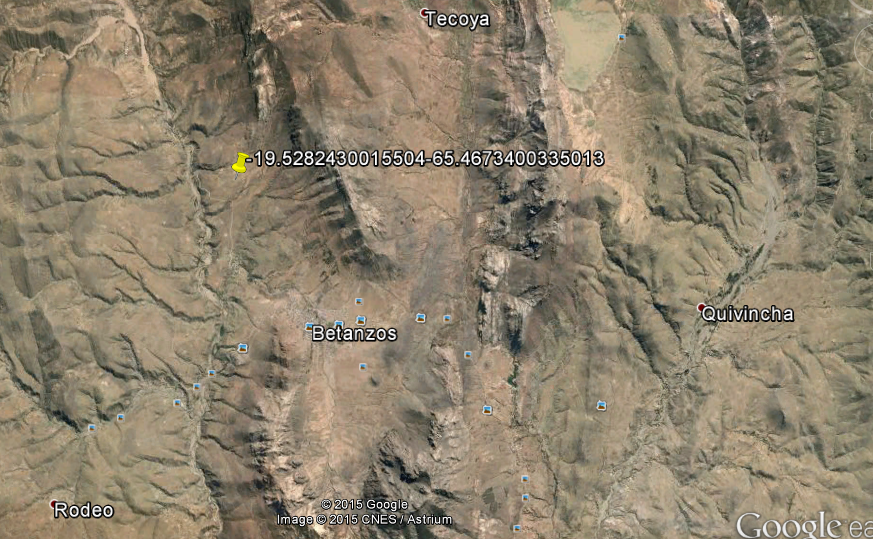 Tecoya
-19.5282430015504-65.4673400335013
Quivincha
Betanzos
Rodeo
© 2015 Google
Image © 2015 CNES / Astrium
Google ea